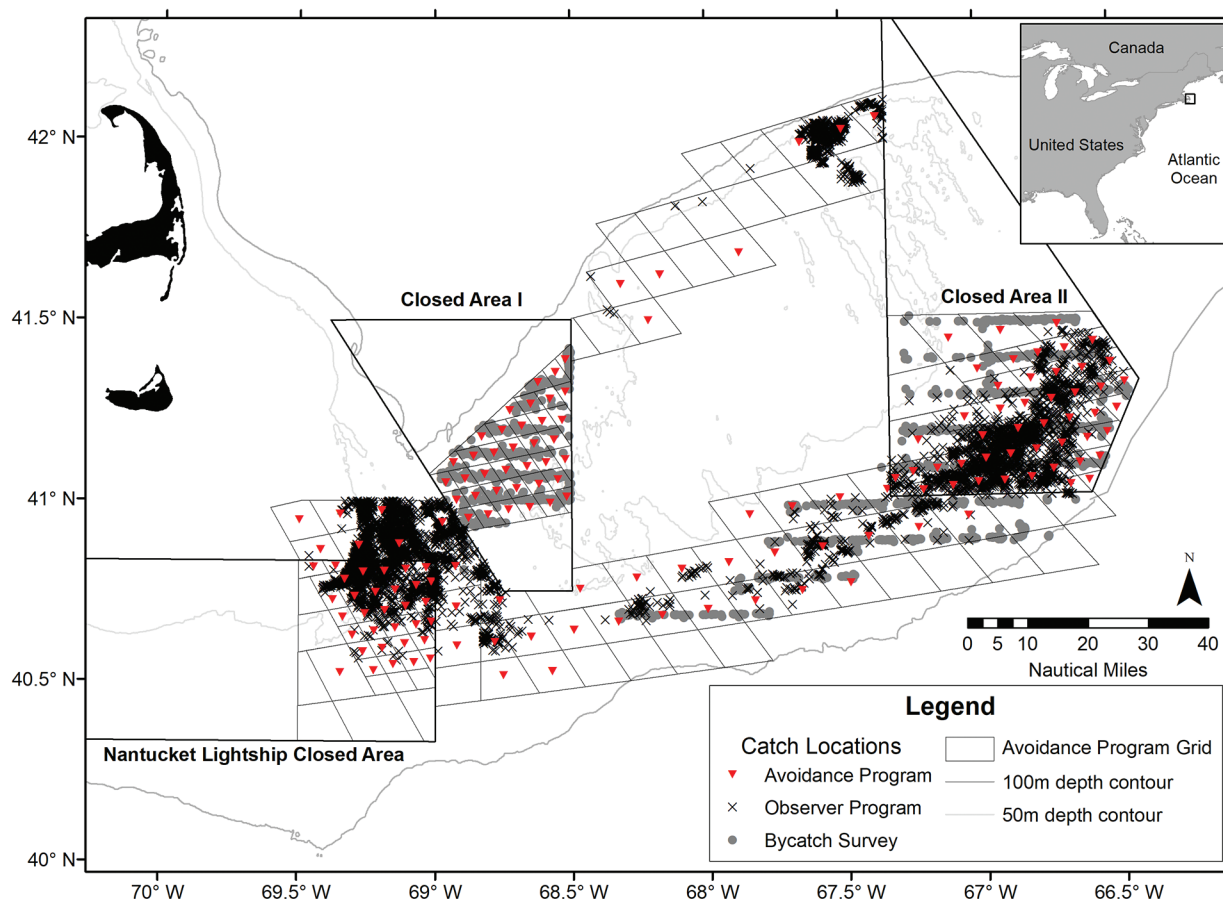 Canada
United States
Atlantic
Ocean
42° N
41.5° N
41° N
40.5° N
40° N
Closed Area I
Closed Area II
Nantucket Lightship Closed Area
N
0 5 10 20 30 40
Nautical Miles
Legend
Catch Locations
Avoidance Program
Observer Program
Bycatch Survey
Avoidance Program Grid
100m depth contour
50m depth contour
70° W
69.5° W
69° W
68.5° W
68° W
67.5° W
67° W
66.5° W